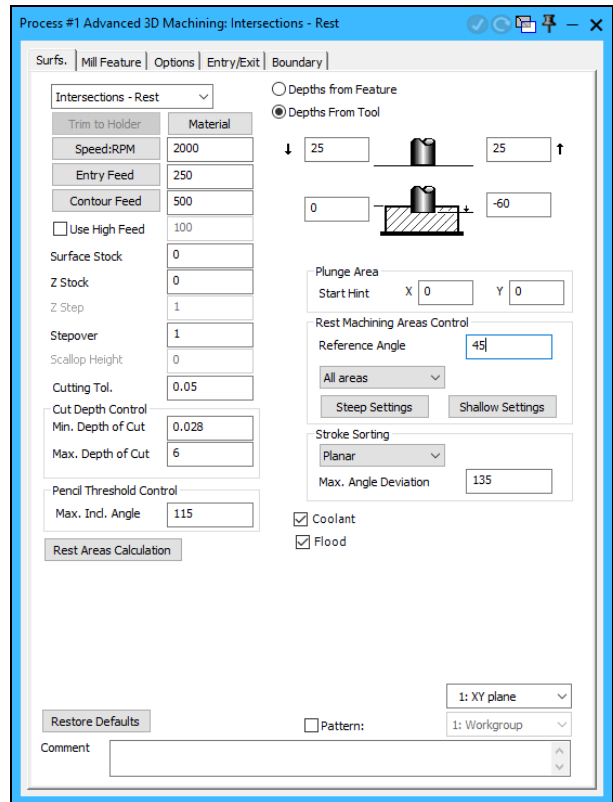 Process #1 Advanced 3D Machining: Intersections - Rest
Surfs. Mill Feature Options Entry/Exit Boundary
Intersections - Rest
Trim to Holder Material
Speed:RPM 2000
Entry Feed 250
Contour Feed 500
Use High Feed 100
Surface Stock 0
Z Stock 0
Z Step 1
Stepover 1
Scallop Height 0
Cutting Tol. 0.05
Cut Depth Control
Min. Depth of Cut 0.028
Max. Depth of Cut 6
Pencil Threshold Control
Max. Incl. Angle 115
Rest Areas Calculation
Depths from Feature
Depths From Tool
25 25
0 -60
Plunge Area
Start Hint X 0 Y 0
Rest Machining Areas Control
Reference Angle 45
All areas
Steep Settings Shallow Settings
Stroke Sorting
Planar
Max. Angle Deviation 135
Coolant
Flood
1: XY plane
Restore Defaults Pattern: 1: Workgroup
Comment